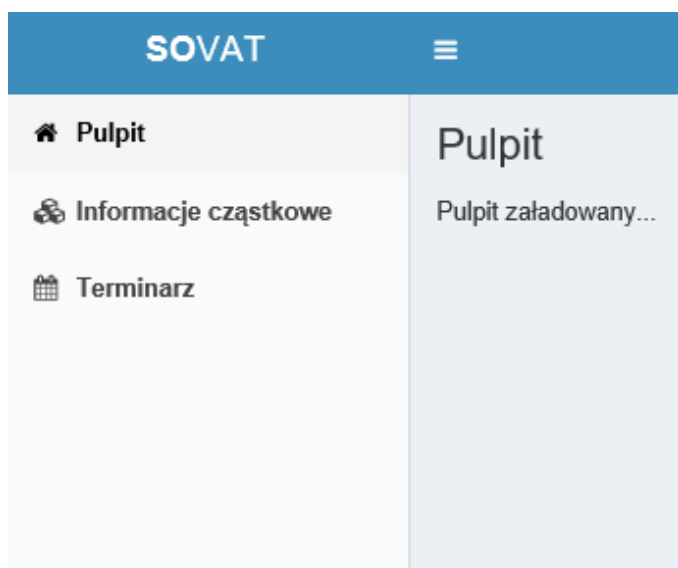 SOVAT
Pulpit
Informacje cząstkowe
Terminarz
Pulpit
Pulpit załadowany...